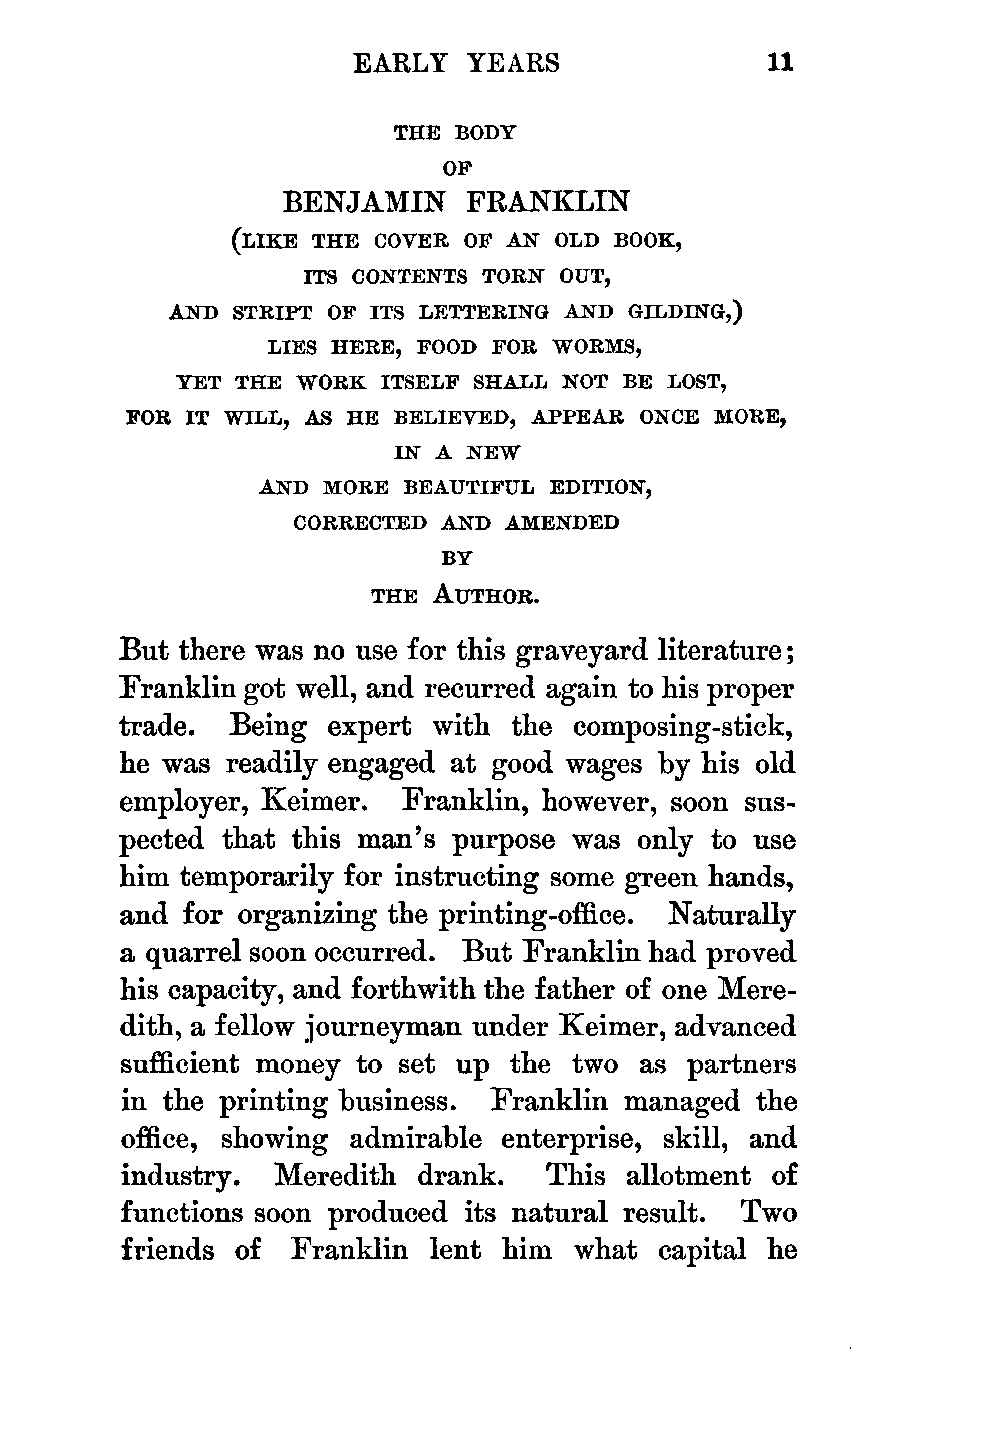 EARLY YEARS 11
THE BODY
OF
BENJAMIN FRANKLIN
(LIKE THE COVER OF AN OLD BOOK,
ITS CONTENTS TORN OUT,
AND STRIPT OF ITS LETTERING AND GILDING,)
LIES HERE, FOOD FOR WORMS,
YET THE WORK ITSELF SHALL NOT BE LOST,
FOR IT WILL, AS HE BELIEVED, APPEAR ONCE MORE,
IN A NEW
AND MORE BEAUTIFUL EDITION,
CORRECTED AND AMENDED
BY
THE AUTHOR.
But there was no use for this graveyard literature;
Franklin got well, and recurred again to his proper
trade. Being expert with the composing-stick,
he was readily engaged at good wages by his old
employer, Keimer. Franklin, however, soon sus-
pected that this man's purpose was only to use
him temporarily for instructing some green hands,
and for organizing the printing-office. Naturally
a quarrel soon occurred. But Franklin had proved
his capacity, and forthwith the father of one Mere-
dith, a fellow journeyman under Keimer, advanced
sufficient money to set up the two as partners
in the printing business. Franklin managed the
office, showing admirable enterprise, skill, and
industry. Meredith drank. This allotment of
functions soon produced its natural result. Two
friends of Franklin lent him what capital he